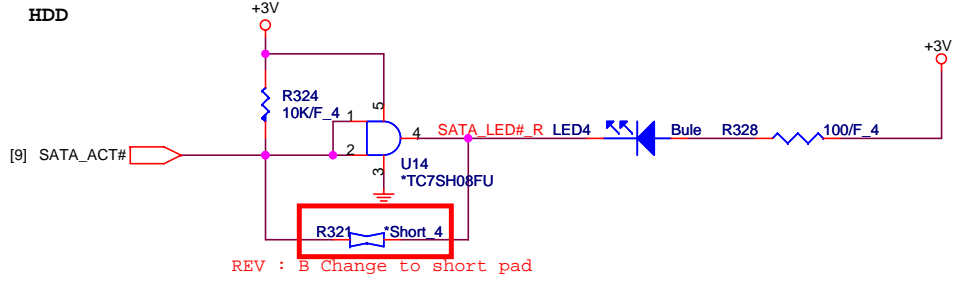 HDD
+3V
+3V
R324
10K/F_4
5
1
4
SATA_LED#_R
LED4
Bule
R328
100/F_4
2
[9] SATA_ACT#
3
U14
*TC7SH08FU
R321
*Short_4
REV : B Change to short pad